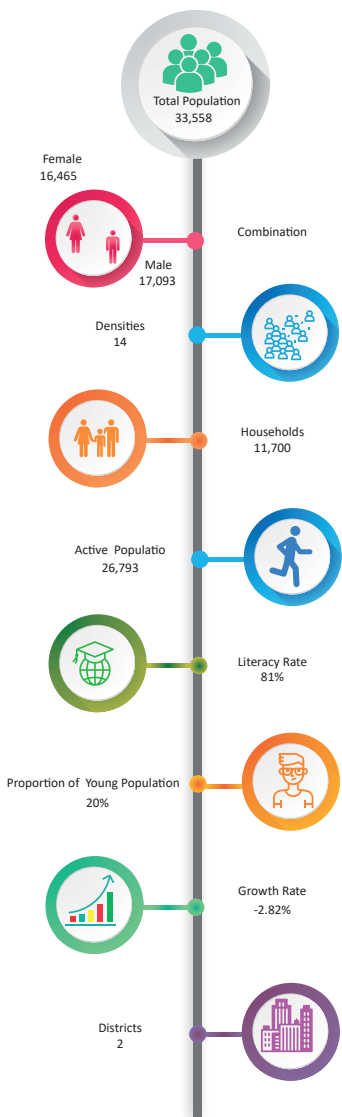 Total Population
33,558
Female
16,465
Male
17,093
Combination
Densities
14
Households
11,700
Active Populatio
26,793
Literacy Rate
81%
Proportion of Young Population
20%
Growth Rate
-2.82%
Districts
2